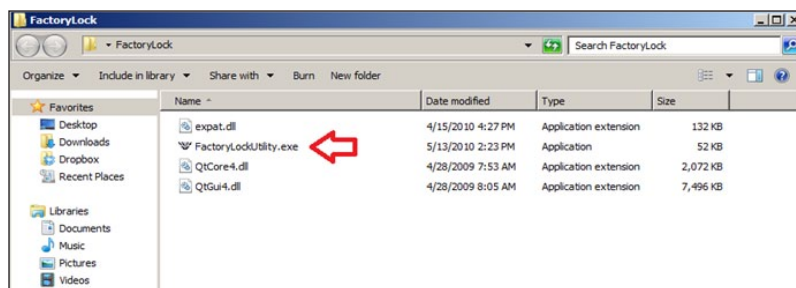 FactoryLock
FactoryLock
Search FactoryLock
Organize Include in library Share with Burn New folder
Favorites
Desktop
Downloads
Dropbox
Recent Places
Libraries
Documents
Music
Pictures
Videos
Name Date modified Type Size
expat.dll 4/15/2010 4:27 PM Application extension 132 KB
FactoryLockUtility.exe 5/13/2010 2:23 PM Application 52 KB
QtCore4.dll 4/28/2009 7:53 AM Application extension 2,072 KB
QtGui4.dll 4/28/2009 8:05 AM Application extension 7,496 KB